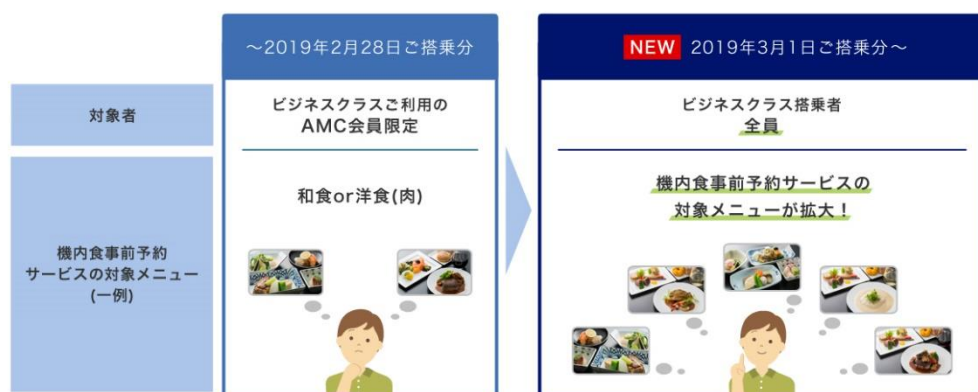 ～2019年2月28日ご搭乗分
NEW 2019年3月1日ご搭乗分～
対象者
ビジネスクラスご利用の
AMC会員限定
ビジネスクラス搭乗者
全員
機内食事前予約
サービスの対象メニュー
(一例)
和食or洋食(肉)
機内食事前予約サービスの
対象メニューが拡大！